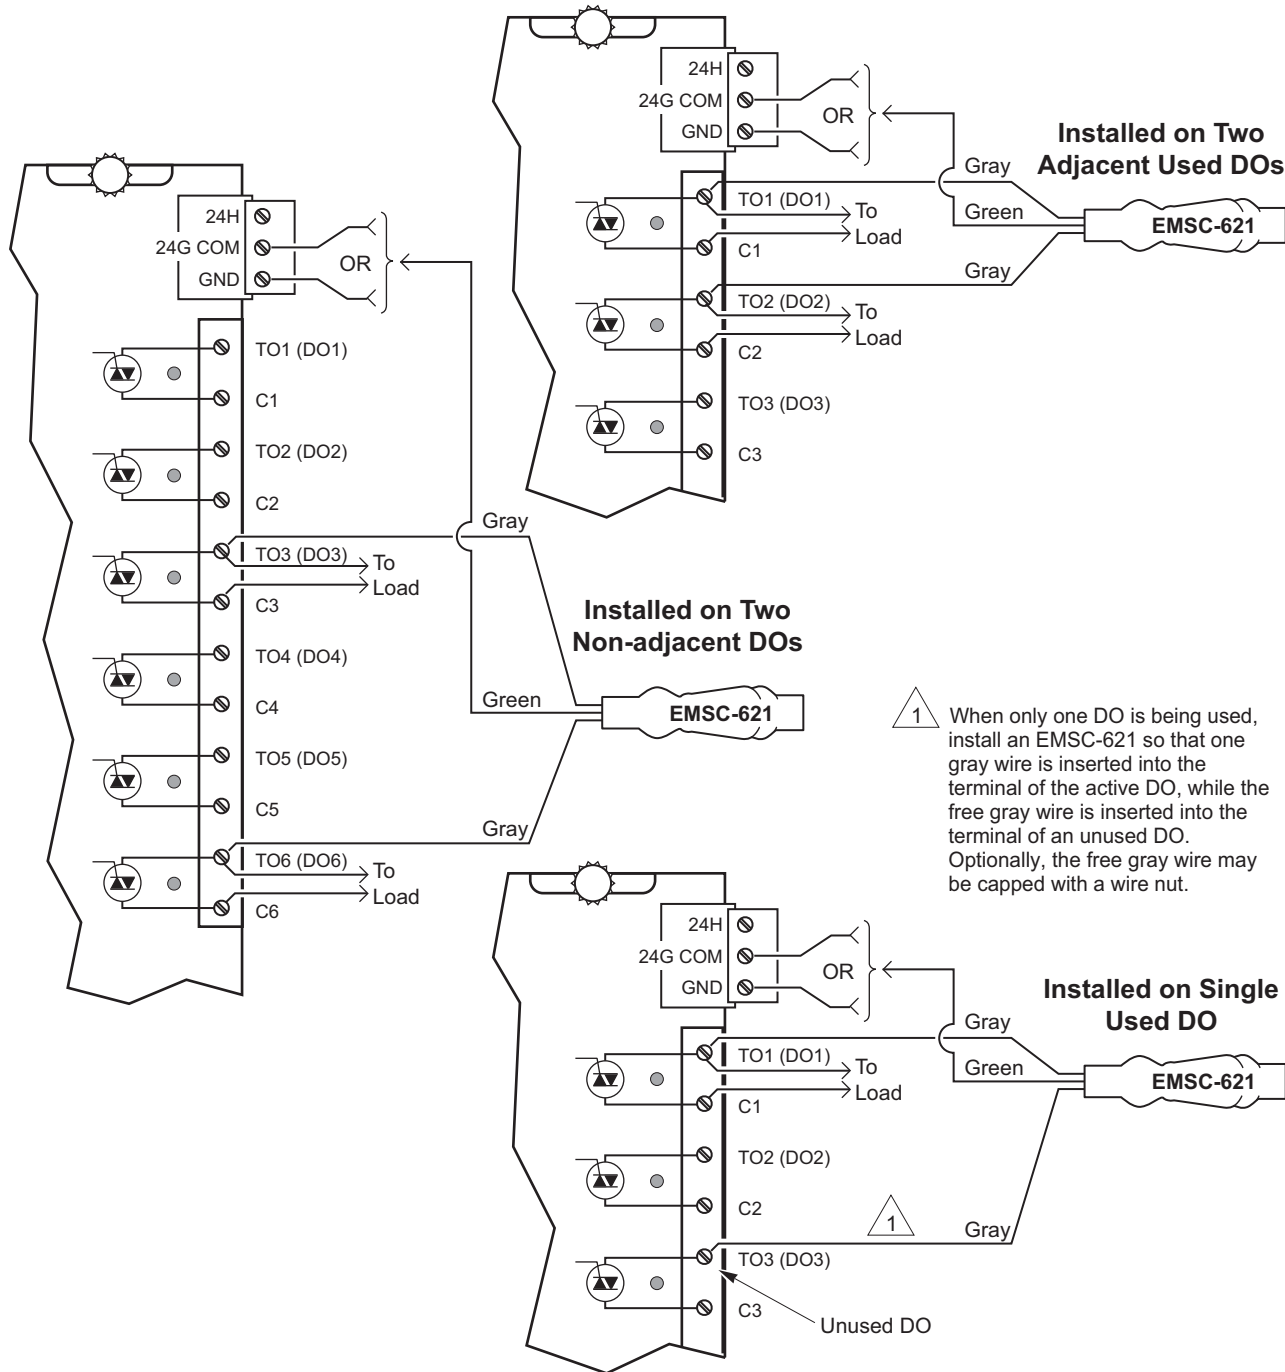 24H
24G COM
GND
OR
TO1 (DO1)
C1
TO2 (DO2)
C2
TO3 (DO3)
To
Load
C3
TO4 (DO4)
C4
TO5 (DO5)
C5
TO6 (DO6)
To
Load
C6
Gray
Green
Gray
Installed on Two
Non-adjacent DOs
EMSC-621
24H
24G COM
GND
OR
Installed on Two
Adjacent Used DOs
Gray
Green
Gray
EMSC-621
TO1 (DO1)
To
Load
C1
TO2 (DO2)
To
Load
C2
TO3 (DO3)
C3
1
When only one DO is being used,
install an EMSC-621 so that one
gray wire is inserted into the
terminal of the active DO, while the
free gray wire is inserted into the
terminal of an unused DO.
Optionally, the free gray wire may
be capped with a wire nut.
24H
24G COM
GND
OR
Installed on Single
Used DO
Gray
Green
EMSC-621
TO1 (DO1)
To
Load
C1
TO2 (DO2)
C2
1
Gray
TO3 (DO3)
C3
Unused DO